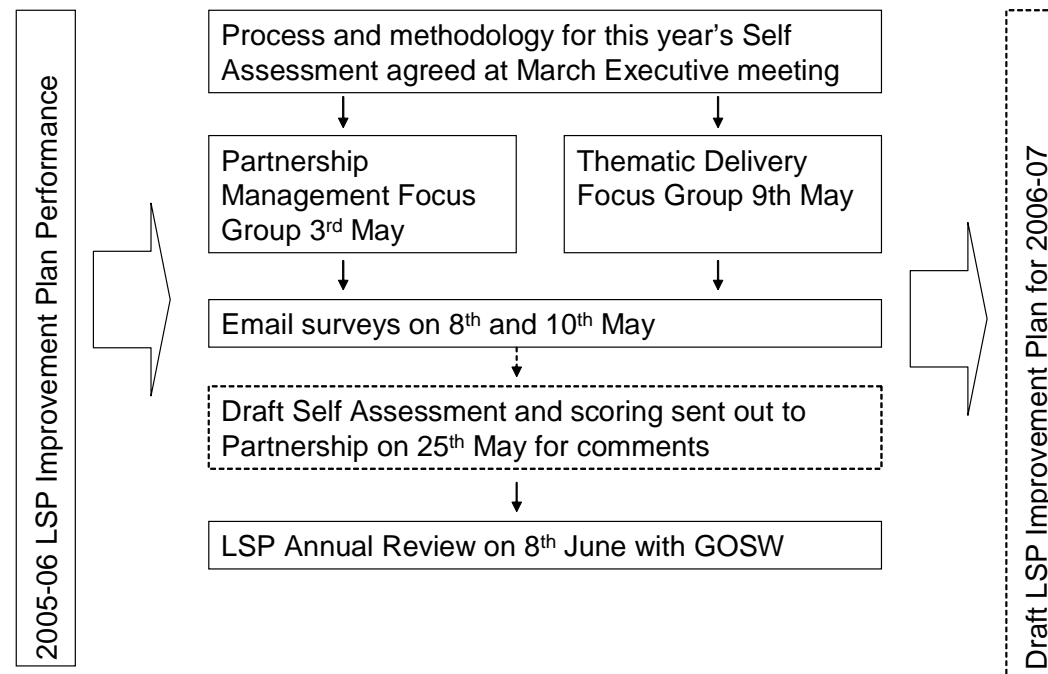 2005-06 LSP Improvement Plan Performance
Process and methodology for this year’s Self
Assessment agreed at March Executive meeting
Partnership
Management Focus
Group 3rd May
Thematic Delivery
Focus Group 9th May
Email surveys on 8th and 10th May
Draft Self Assessment and scoring sent out to
Partnership on 25th May for comments
LSP Annual Review on 8th June with GOSW
Draft LSP Improvement Plan for 2006-07